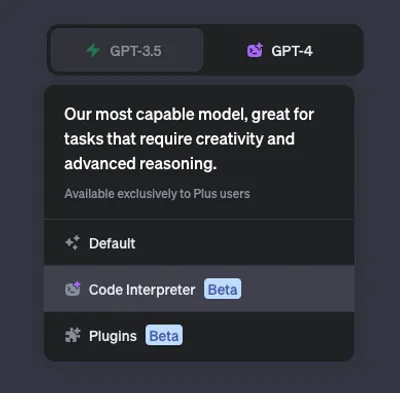 GPT-3.5
GPT-4
Our most capable model, great for
tasks that require creativity and
advanced reasoning.
Available exclusively to Plus users
Default
Code Interpreter Beta
Plugins Beta